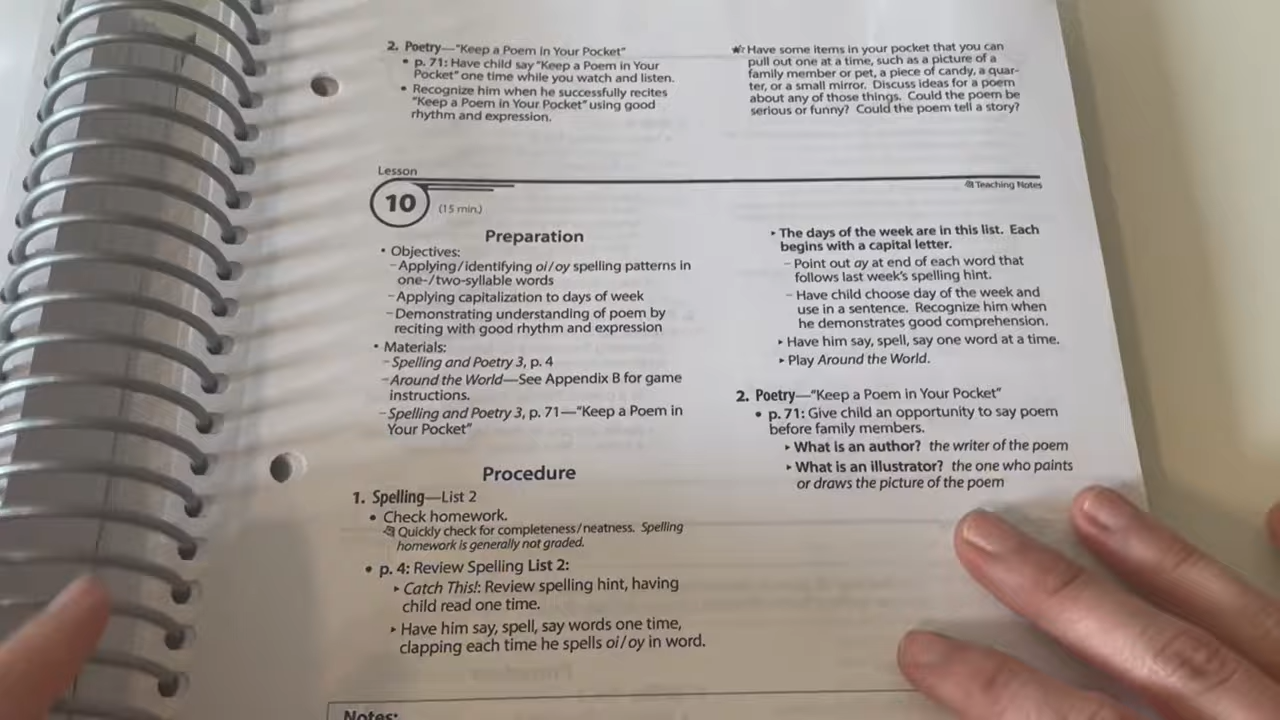 2. Poetry—"Keep a Poem in Your Pocket"
• p. 71: Have child say "Keep a Poem in Your
Pocket" one time while you watch and listen.
• Recognize him when he successfully recites
"Keep a Poem in Your Pocket" using good
rhythm and expression.
Have some items in your pocket that you can
pull out one at a time, such as a picture of a
family member or pet, a piece of candy, a quar-
ter, or a small mirror. Discuss ideas for a poem
about any of those things. Could the poem be
serious or funny? Could the poem tell a story?
Lesson
10
(15 min.)
Teaching Notes
Preparation
• Objectives:
– Applying/identifying oi/oy spelling patterns in
one-/two-syllable words
– Applying capitalization to days of week
– Demonstrating understanding of poem by
reciting with good rhythm and expression
• Materials:
– Spelling and Poetry 3, p. 4
– Around the World—See Appendix B for game
instructions.
– Spelling and Poetry 3, p. 71—"Keep a Poem in
Your Pocket"
Procedure
1. Spelling—List 2
• Check homework.
Quickly check for completeness/neatness. Spelling
homework is generally not graded.
• p. 4: Review Spelling List 2:
▸ Catch This!: Review spelling hint, having
child read one time.
▸ Have him say, spell, say words one time,
clapping each time he spells oi/oy in word.
▸ The days of the week are in this list. Each
begins with a capital letter.
– Point out ay at end of each word that
follows last week's spelling hint.
– Have child choose day of the week and
use in a sentence. Recognize him when
he demonstrates good comprehension.
▸ Have him say, spell, say one word at a time.
▸ Play Around the World.
2. Poetry—"Keep a Poem in Your Pocket"
• p. 71: Give child an opportunity to say poem
before family members.
▸ What is an author? the writer of the poem
▸ What is an illustrator? the one who paints
or draws the picture of the poem
Notes: